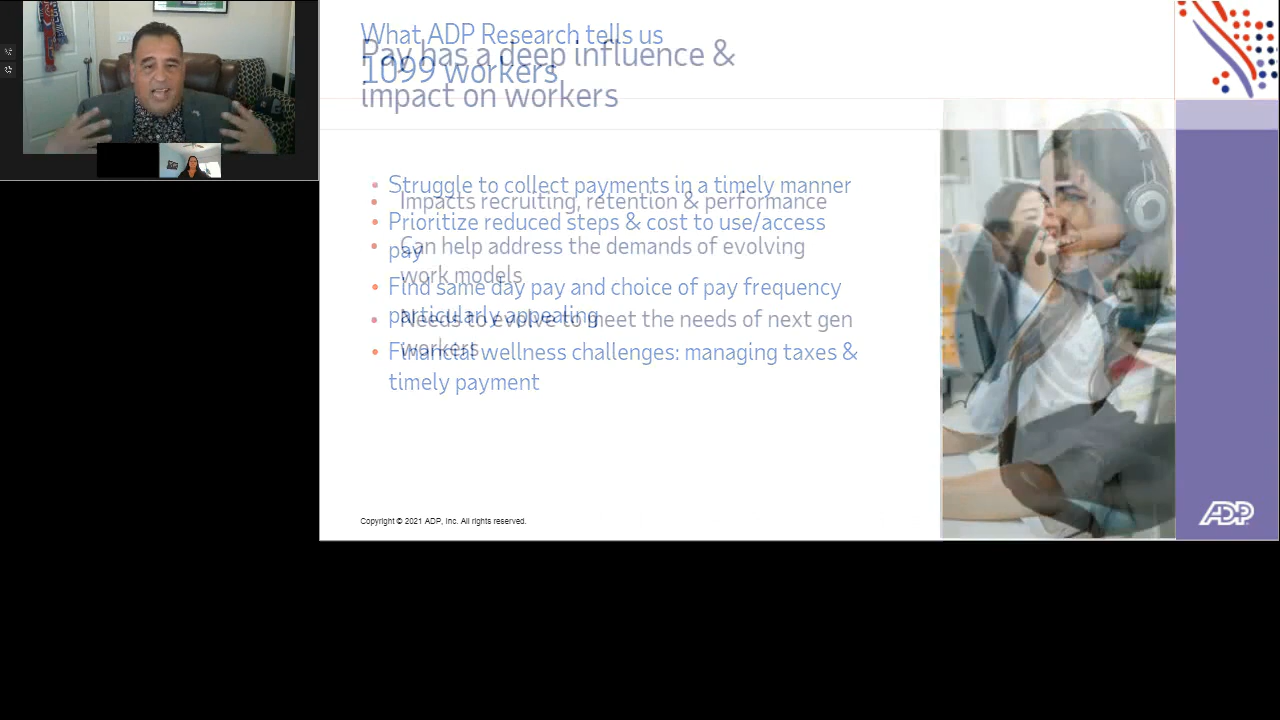 What ADP Research tells us
1099 workers
Pay has a deep influence &
impact on workers
Struggle to collect payments in a timely manner
Prioritize reduced steps & cost to use/access
pay
Find same day pay and choice of pay frequency
particularly appealing
Financial wellness challenges: managing taxes &
timely payment
Impacts recruiting, retention & performance
Can help address the demands of evolving
work models
Needs to evolve to meet the needs of next gen
workers
Copyright © 2021 ADP, Inc. All rights reserved.
ADP